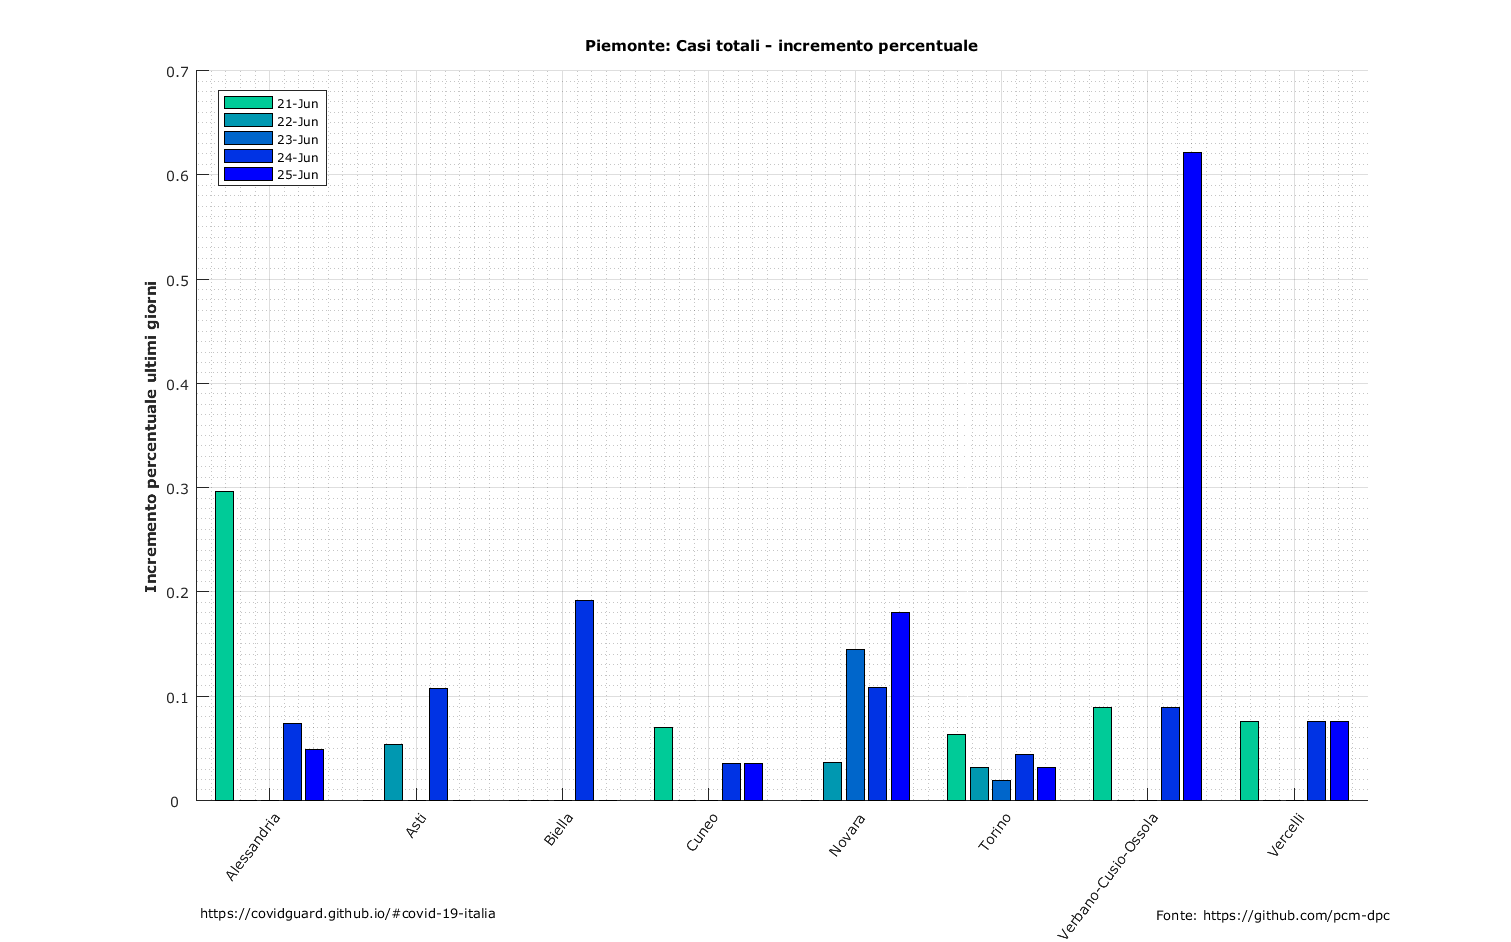 Piemonte: Casi totali - incremento percentuale
Incremento percentuale ultimi giorni
0.7
0.6
0.5
0.4
0.3
0.2
0.1
0
21-Jun
22-Jun
23-Jun
24-Jun
25-Jun
Alessandria
Asti
Biella
Cuneo
Novara
Torino
Verbano-Cusio-Ossola
Vercelli
https://covidguard.github.io/#covid-19-italia
Fonte: https://github.com/pcm-dpc